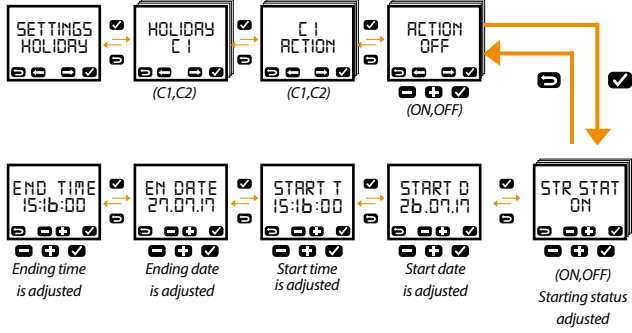 SETTINGS
HOLIDAY
HOLIDAY
C1
(C1,C2)
C1
ACTION
(C1,C2)
ACTION
OFF
(ON,OFF)
END TIME
15:16:00
Ending time
is adjusted
EN DATE
27.07.17
Ending date
is adjusted
START T
15:16:00
Start time
is adjusted
START D
26.07.17
Start date
is adjusted
STR STAT
ON
(ON,OFF)
Starting status
adjusted